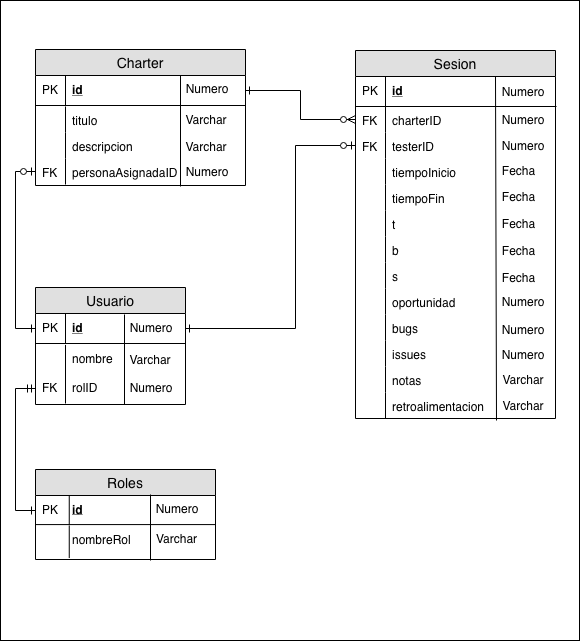 Charter
PK id Numero
titulo Varchar
descripcion Varchar
FK personaAsignadaID Numero
Sesion
PK id Numero
FK charterID Numero
FK testerID Numero
tiempoInicio Fecha
tiempoFin Fecha
t Fecha
b Fecha
s Fecha
oportunidad Numero
bugs Numero
issues Numero
notas Varchar
retroalimentacion Varchar
Usuario
PK id Numero
nombre Varchar
FK rolID Numero
Roles
PK id Numero
nombreRol Varchar